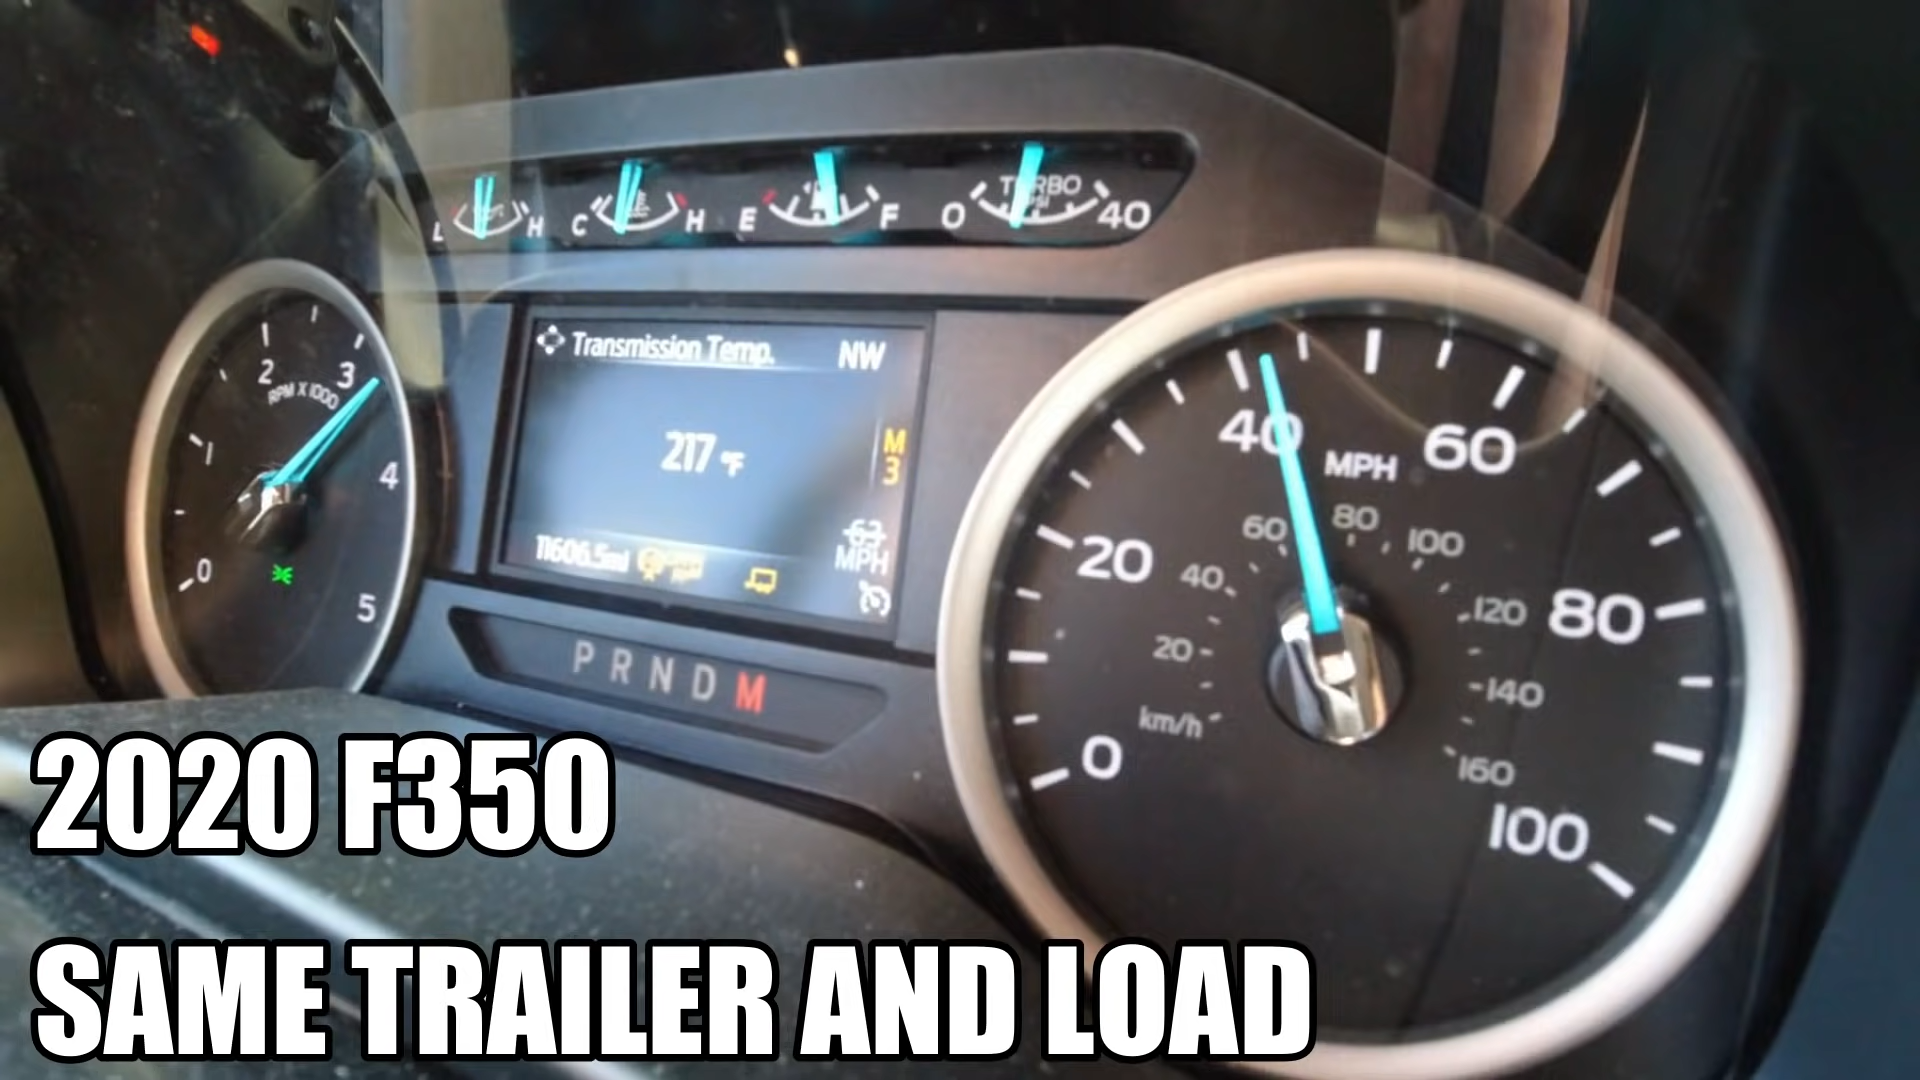 L H C H E F 0 TURBO PSI 40
Transmission Temp. NW
217 °F
M
3
63
MPH
11606.5mi
P R N D M
0 1 2 3 4 5
RPM X 1000
0 20 40 60 80 100
MPH
20 40 60 80 100 120 140 160
km/h
2020 F350
SAME TRAILER AND LOAD